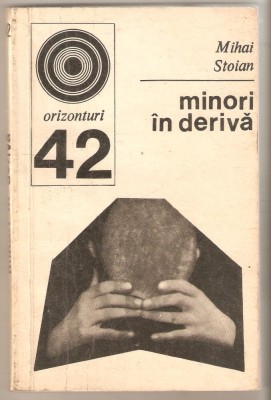 Mihai
Stoian
orizonturi
42
minori
în derivă